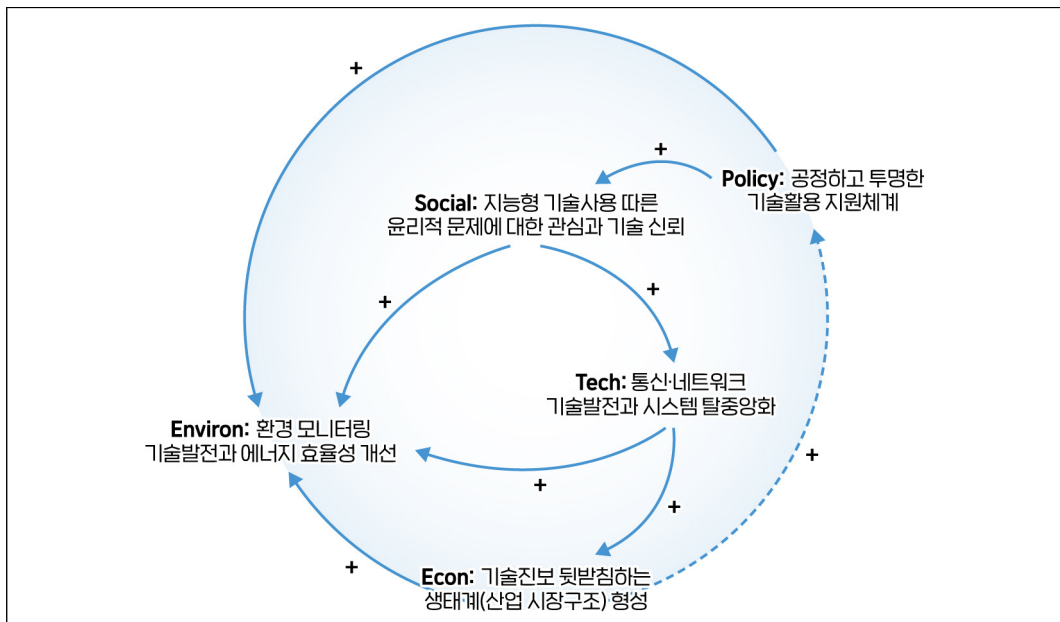 +
+
Policy: 공정하고 투명한
기술활용 지원체계
Social: 지능형 기술사용 따른
윤리적 문제에 대한 관심과 기술 신뢰
+
+
Tech: 통신·네트워크
기술발전과 시스템 탈중앙화
Environ: 환경 모니터링
기술발전과 에너지 효율성 개선
+
+
+
+
Econ: 기술진보 뒷받침하는
생태계(산업 시장구조) 형성